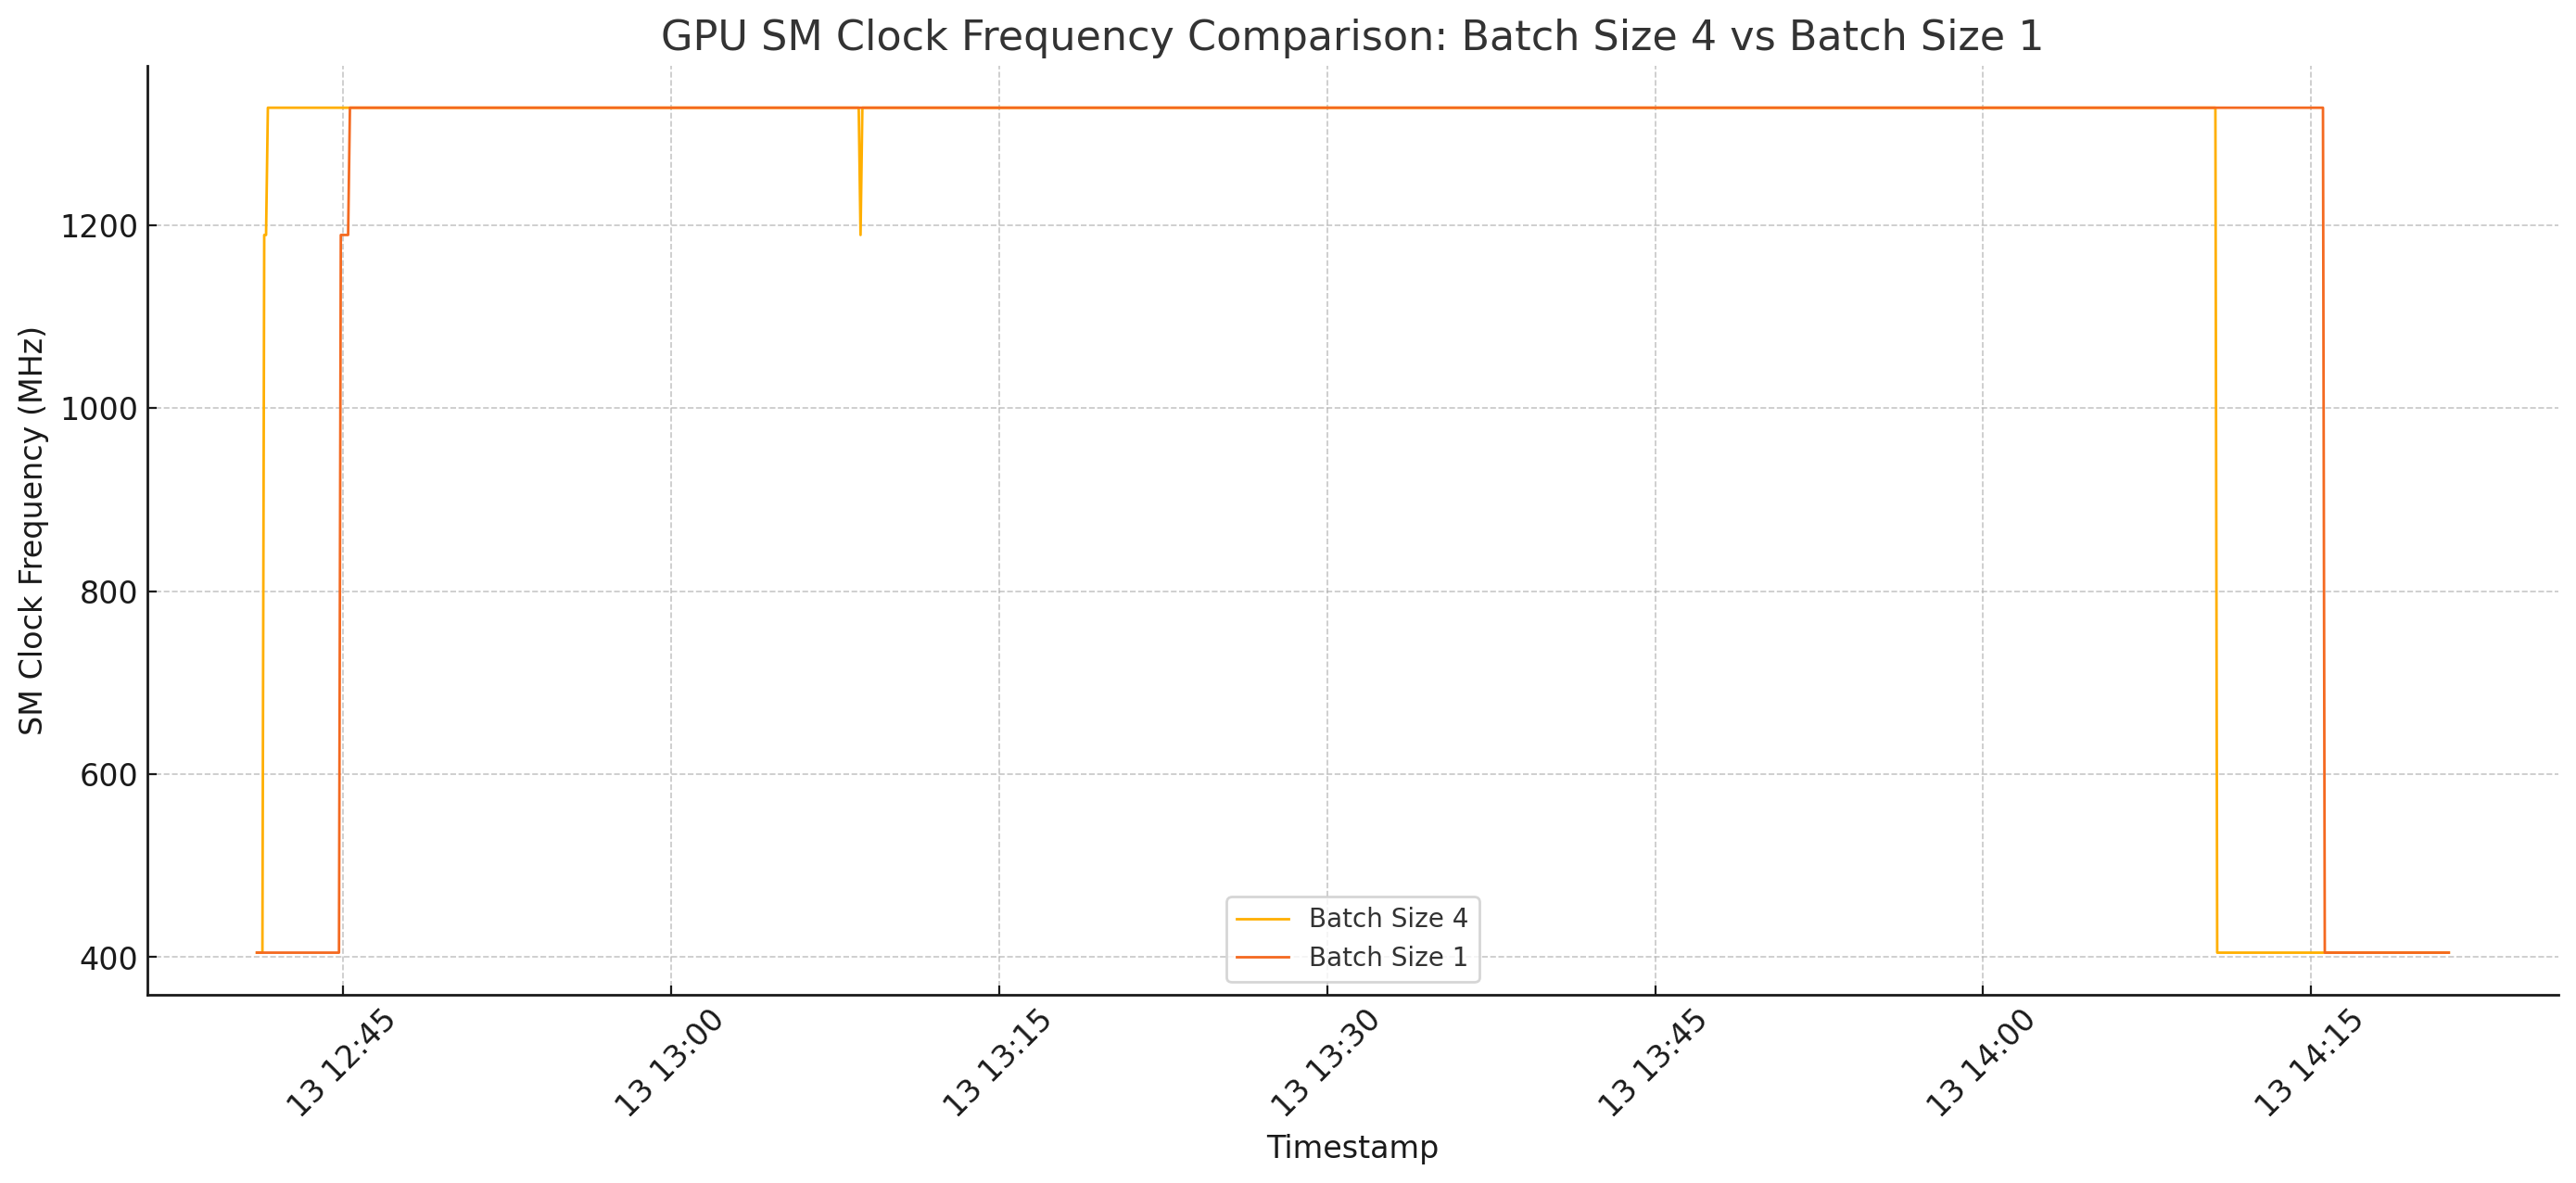 GPU SM Clock Frequency Comparison: Batch Size 4 vs Batch Size 1
SM Clock Frequency (MHz)
1200
1000
800
600
400
Batch Size 4
Batch Size 1
13 12:45
13 13:00
13 13:15
13 13:30
13 13:45
13 14:00
13 14:15
Timestamp